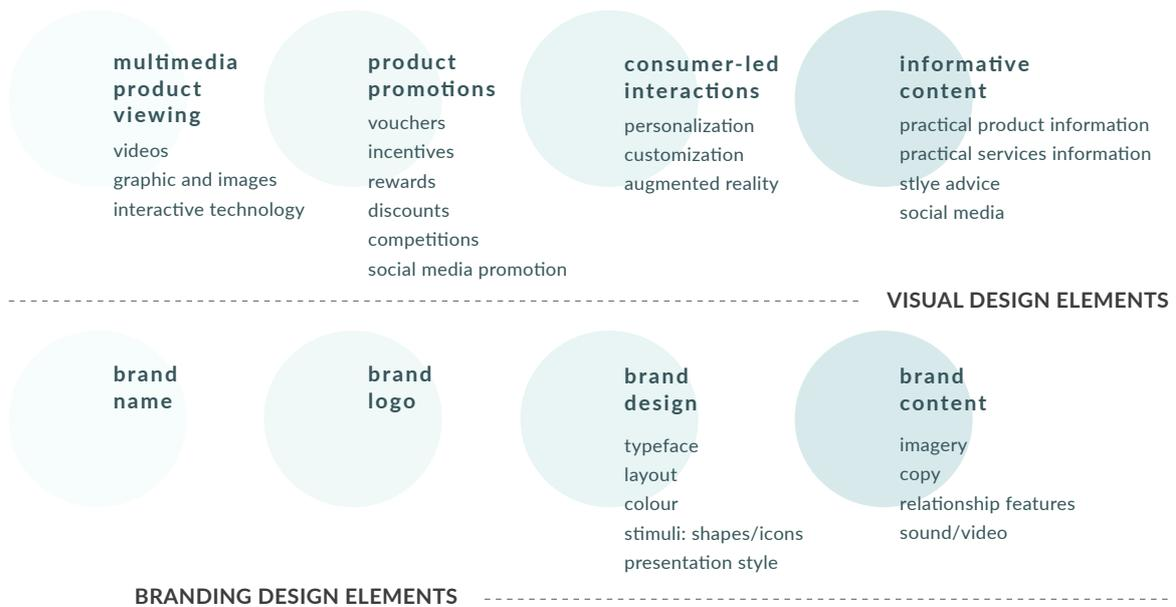 multimedia
product
viewing
videos
graphic and images
interactive technology
product
promotions
vouchers
incentives
rewards
discounts
competitions
social media promotion
consumer-led
interactions
personalization
customization
augmented reality
informative
content
practical product information
practical services information
stlye advice
social media
VISUAL DESIGN ELEMENTS
brand
name
brand
logo
brand
design
typeface
layout
colour
stimuli: shapes/icons
presentation style
brand
content
imagery
copy
relationship features
sound/video
BRANDING DESIGN ELEMENTS